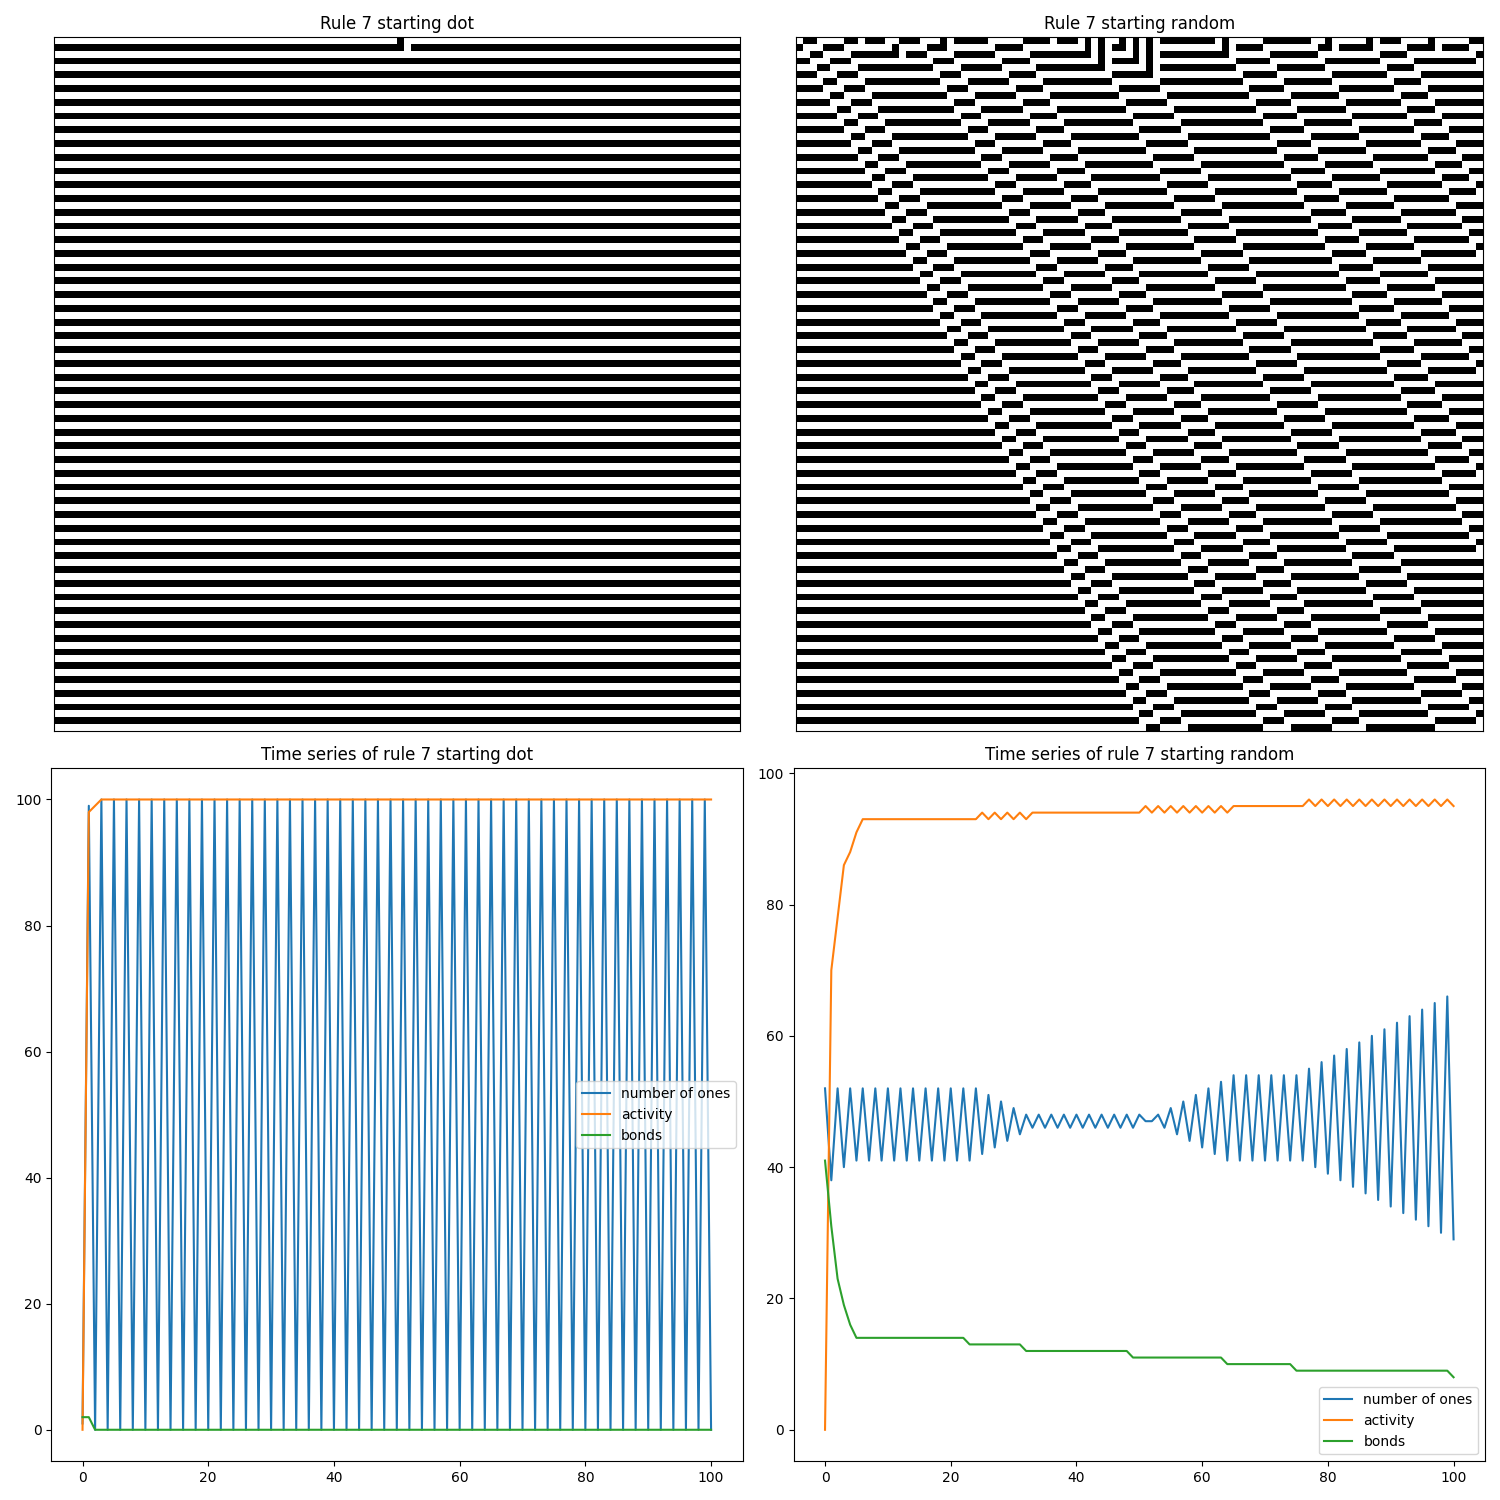 Rule 7 starting dot
Rule 7 starting random
Time series of rule 7 starting dot
100
80
60
40
20
0
0 20 40 60 80 100
number of ones
activity
bonds
Time series of rule 7 starting random
100
80
60
40
20
0
0 20 40 60 80 100
number of ones
activity
bonds